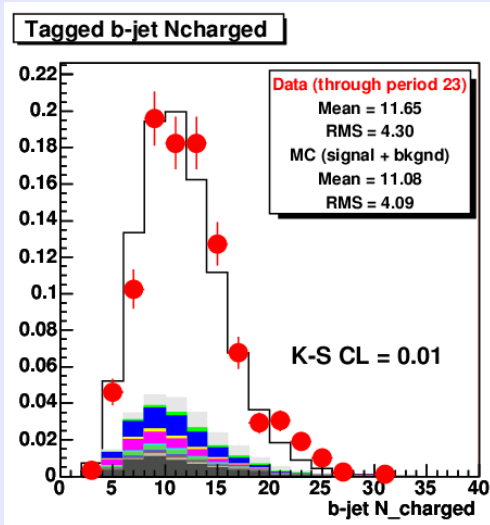 Tagged b-jet Ncharged
Data (through period 23)
Mean = 11.65
RMS = 4.30
MC (signal + bkgnd)
Mean = 11.08
RMS = 4.09
0.22
0.2
0.18
0.16
0.14
0.12
0.1
0.08
0.06
0.04
0.02
0
K-S CL = 0.01
0 5 10 15 20 25 30 35 40
b-jet N_charged